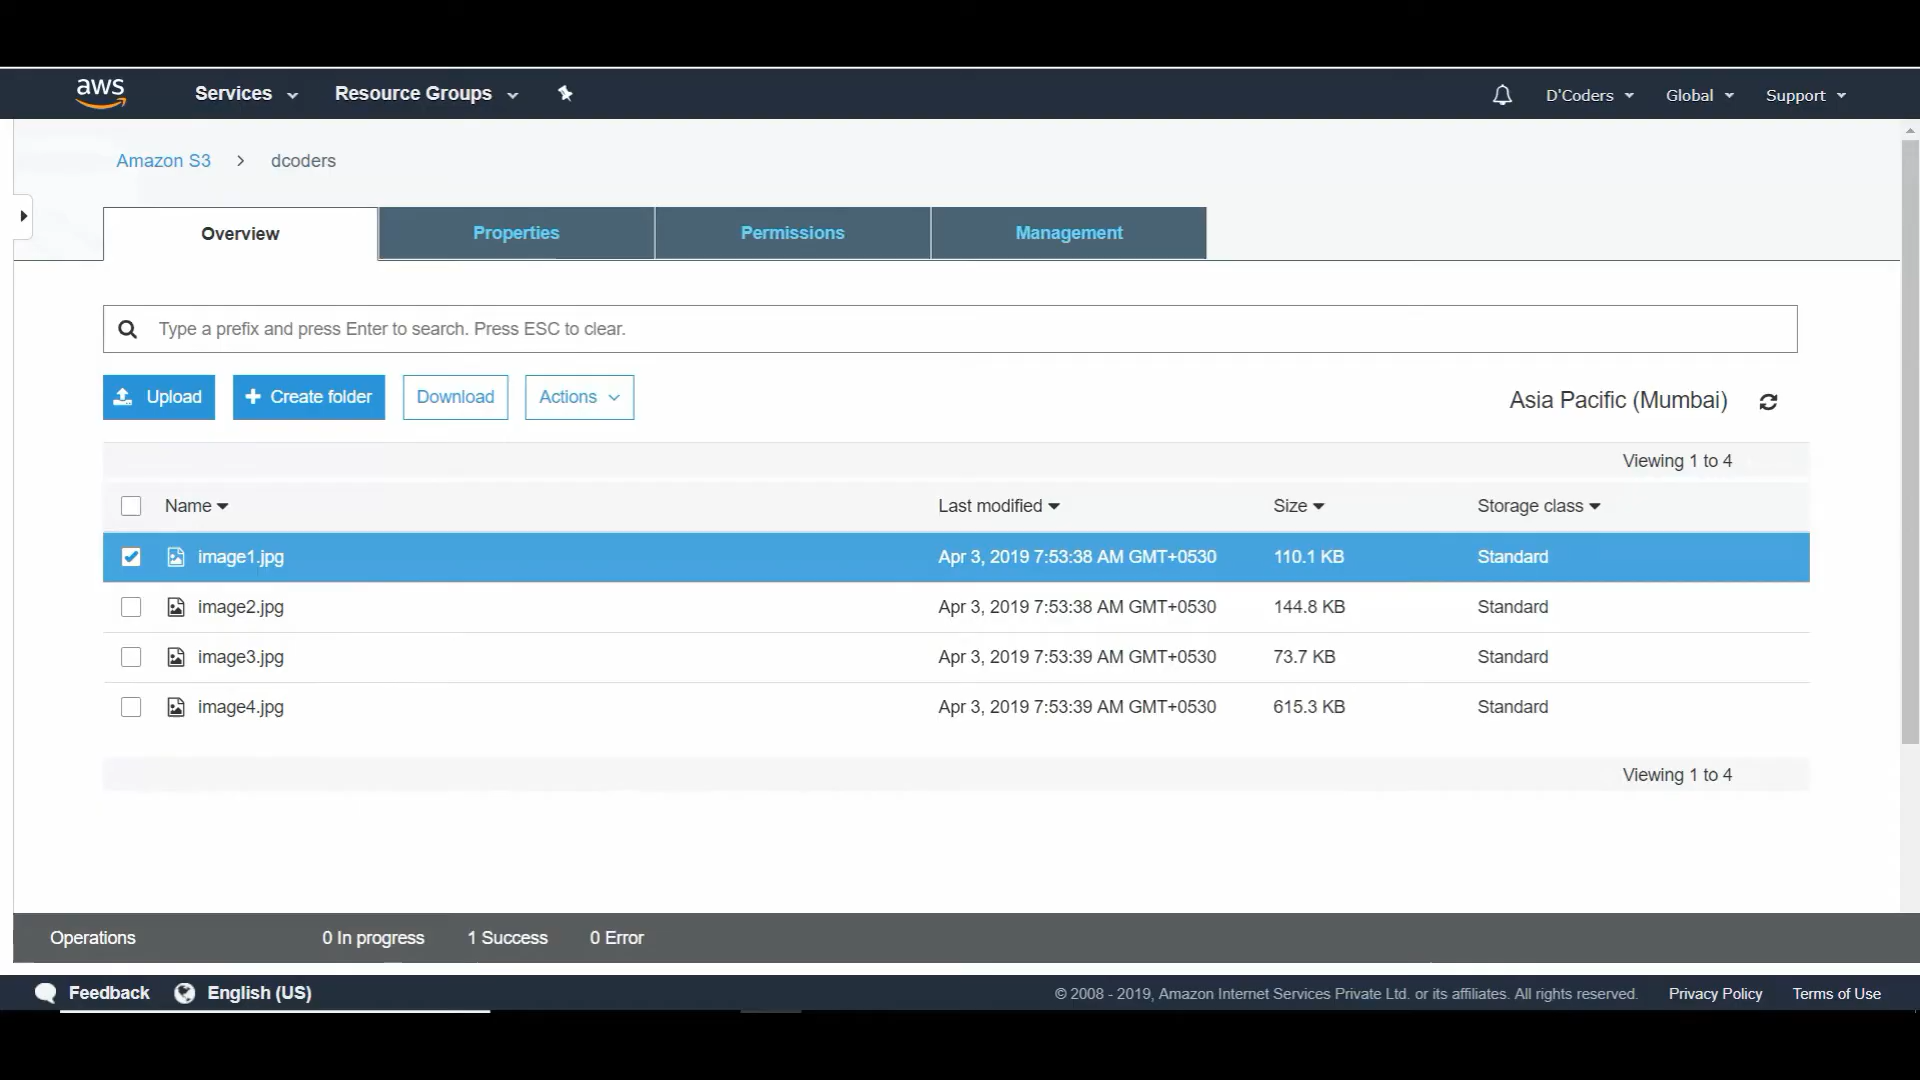 aws Services Resource Groups D'Coders Global Support
Amazon S3 > dcoders
Overview Properties Permissions Management
Type a prefix and press Enter to search. Press ESC to clear.
Upload + Create folder Download Actions Asia Pacific (Mumbai)
Viewing 1 to 4
Name Last modified Size Storage class
image1.jpg Apr 3, 2019 7:53:38 AM GMT+0530 110.1 KB Standard
image2.jpg Apr 3, 2019 7:53:38 AM GMT+0530 144.8 KB Standard
image3.jpg Apr 3, 2019 7:53:39 AM GMT+0530 73.7 KB Standard
image4.jpg Apr 3, 2019 7:53:39 AM GMT+0530 615.3 KB Standard
Viewing 1 to 4
Operations 0 In progress 1 Success 0 Error
Feedback English (US) © 2008 - 2019, Amazon Internet Services Private Ltd. or its affiliates. All rights reserved. Privacy Policy Terms of Use